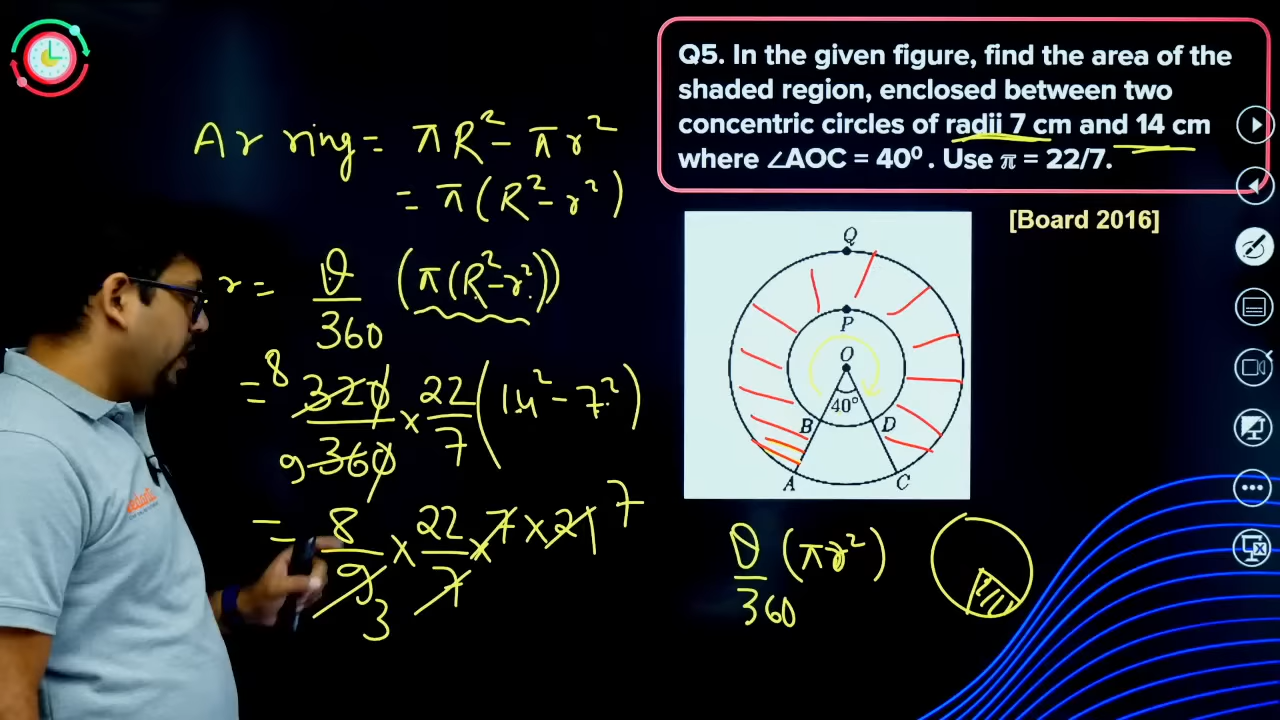 Q5. In the given figure, find the area of the
shaded region, enclosed between two
concentric circles of radii 7 cm and 14 cm
where ∠AOC = 40⁰. Use π = 22/7.
[Board 2016]
Ar ring = πR² - πr²
= π(R² - r²)
r = θ/360 (π(R² - r²))
= 8 320/360 9 × 22/7 (14² - 7²)
= 8/9 3 × 22/7 × 7 × 21 7
Q
P
O
40°
B D
A C
θ/360 (πr²)